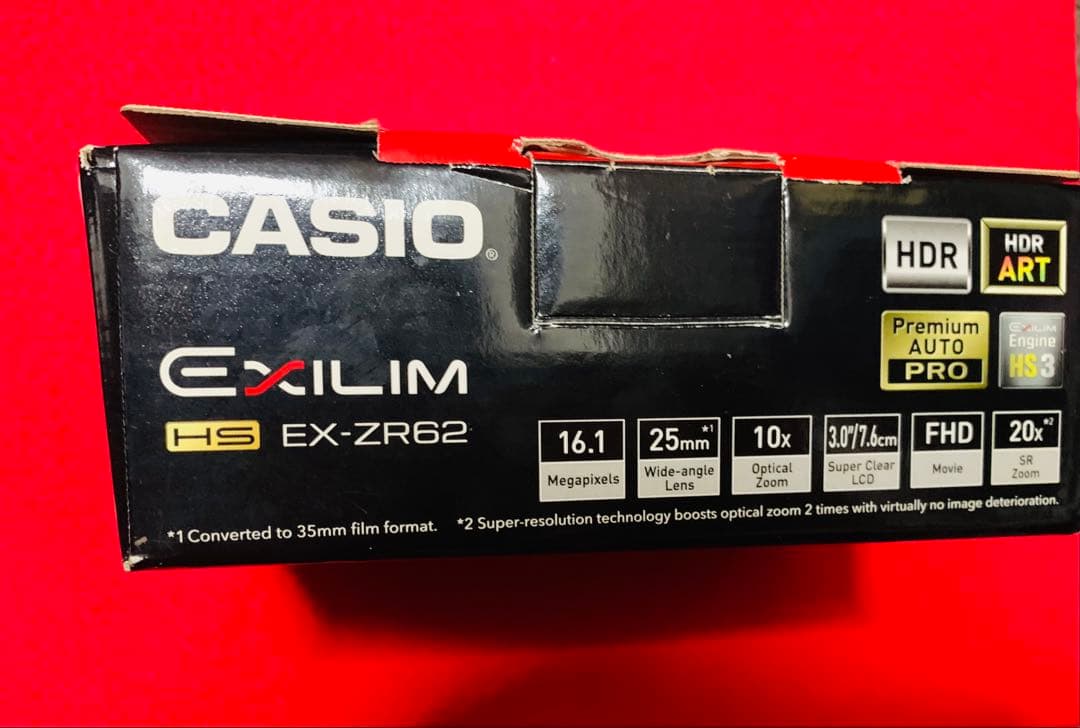 CASIO®
EXILIM
HS EX-ZR62
HDR
HDR
ART
Premium
AUTO
PRO
EXILIM
Engine
HS 3
16.1
Megapixels
25mm*1
Wide-angle
Lens
10x
Optical
Zoom
3.0"/7.6cm
Super Clear
LCD
FHD
Movie
20x*2
SR
Zoom
*1 Converted to 35mm film format. *2 Super-resolution technology boosts optical zoom 2 times with virtually no image deterioration.